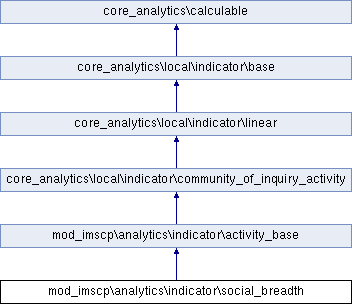 core_analytics\calculable
core_analytics\local\indicator\base
core_analytics\local\indicator\linear
core_analytics\local\indicator\community_of_inquiry_activity
mod_imscp\analytics\indicator\activity_base
mod_imscp\analytics\indicator\social_breadth